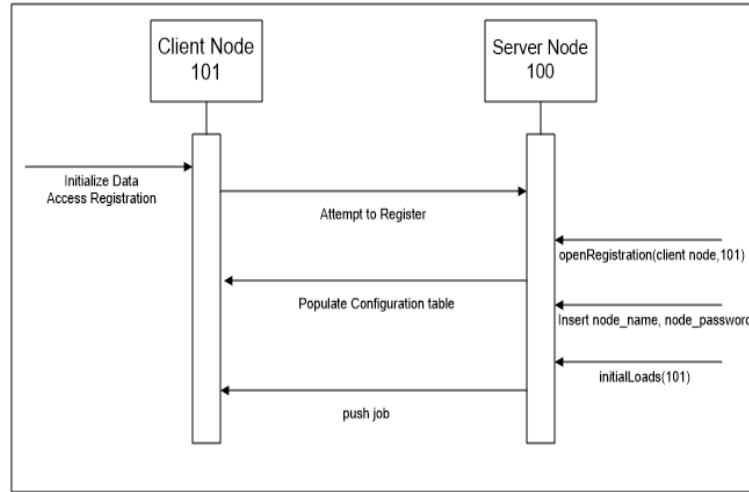 Client Node
101
Server Node
100
Initialize Data
Access Registration
Attempt to Register
openRegistration(client node,101)
Populate Configuration table
Insert node_name, node_password
initialLoads(101)
push job